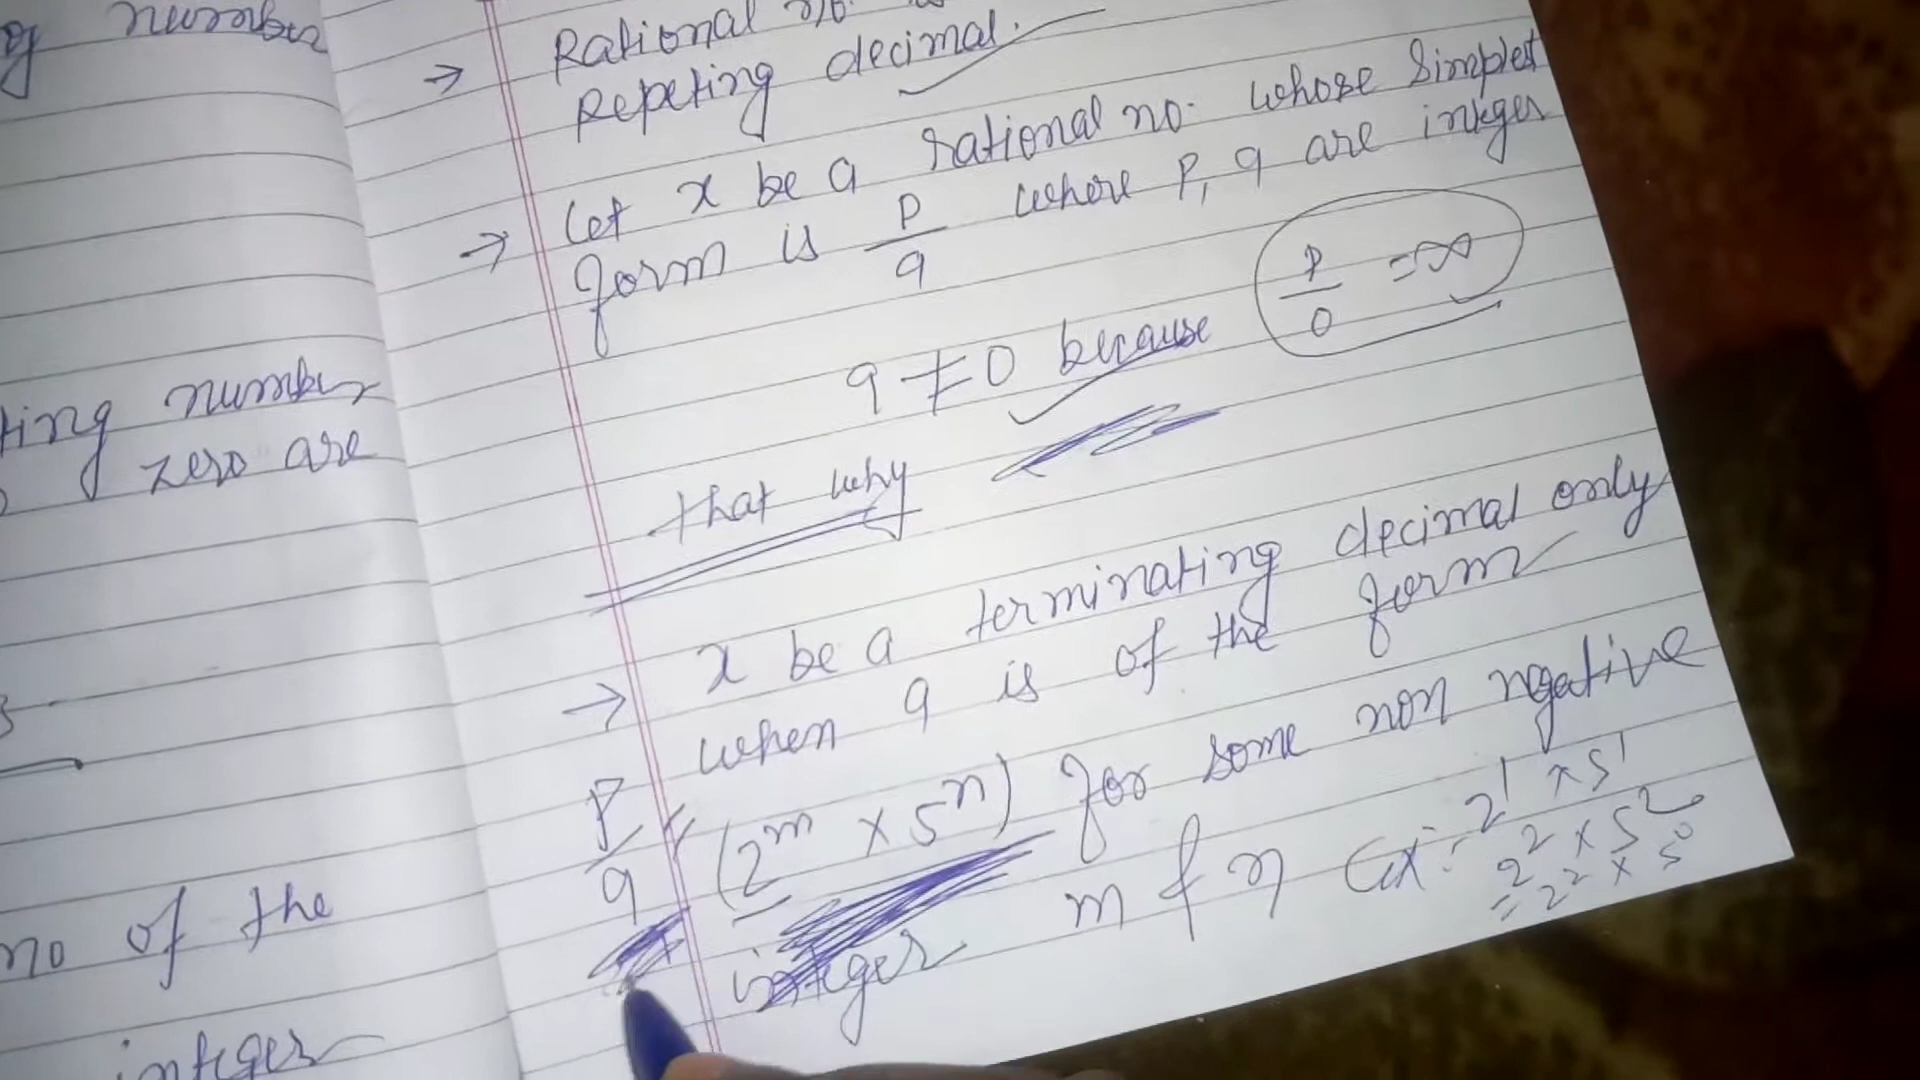 of number
ting number
zero are
no of the
integer
Rational no.
→ Repeting decimal.
Let x be a rational no. whose Simplest
→ form is p/q where P, q are integer
q ≠ 0 because p/0 = ∞
that why
x be a terminating decimal only
→ when q is of the form
p/q = (2^m × 5^n) for some non negative
integer m & n Ex:- 2^1 × 5^1
= 2^2 × 5^2
= 2^2 × 5^0